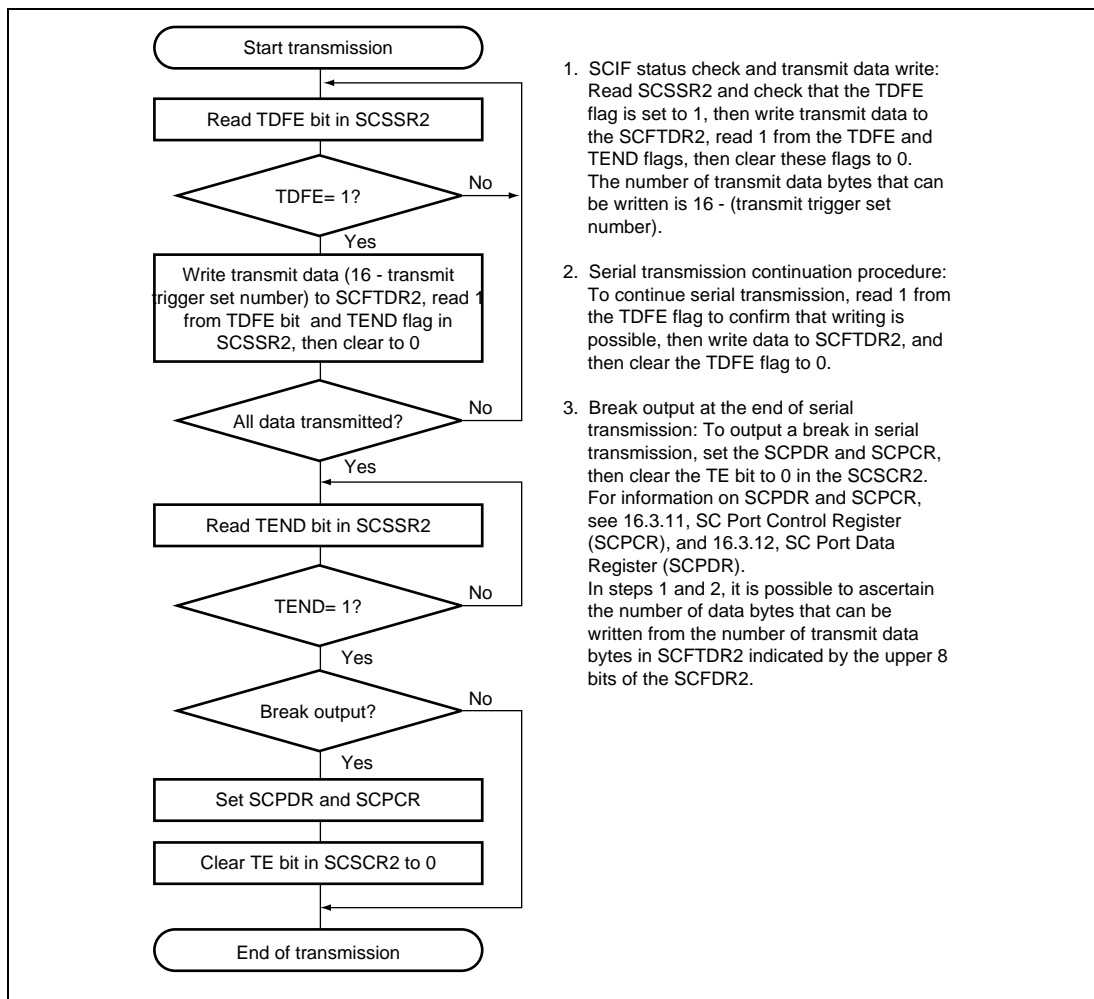 Start transmission
Read TDFE bit in SCSSR2
TDFE= 1?
No
Yes
Write transmit data (16 - transmit
trigger set number) to SCFTDR2, read 1
from TDFE bit  and TEND flag in
SCSSR2, then clear to 0
All data transmitted?
No
Yes
Read TEND bit in SCSSR2
TEND= 1?
No
Yes
Break output?
No
Yes
Set SCPDR and SCPCR
Clear TE bit in SCSCR2 to 0
End of transmission
1. SCIF status check and transmit data write:
Read SCSSR2 and check that the TDFE
flag is set to 1, then write transmit data to
the SCFTDR2, read 1 from the TDFE and
TEND flags, then clear these flags to 0.
The number of transmit data bytes that can
be written is 16 - (transmit trigger set
number).
2. Serial transmission continuation procedure:
To continue serial transmission, read 1 from
the TDFE flag to confirm that writing is
possible, then write data to SCFTDR2, and
then clear the TDFE flag to 0.
3. Break output at the end of serial
transmission: To output a break in serial
transmission, set the SCPDR and SCPCR,
then clear the TE bit to 0 in the SCSCR2.
For information on SCPDR and SCPCR,
see 16.3.11, SC Port Control Register
(SCPCR), and 16.3.12, SC Port Data
Register (SCPDR).
In steps 1 and 2, it is possible to ascertain
the number of data bytes that can be
written from the number of transmit data
bytes in SCFTDR2 indicated by the upper 8
bits of the SCFDR2.